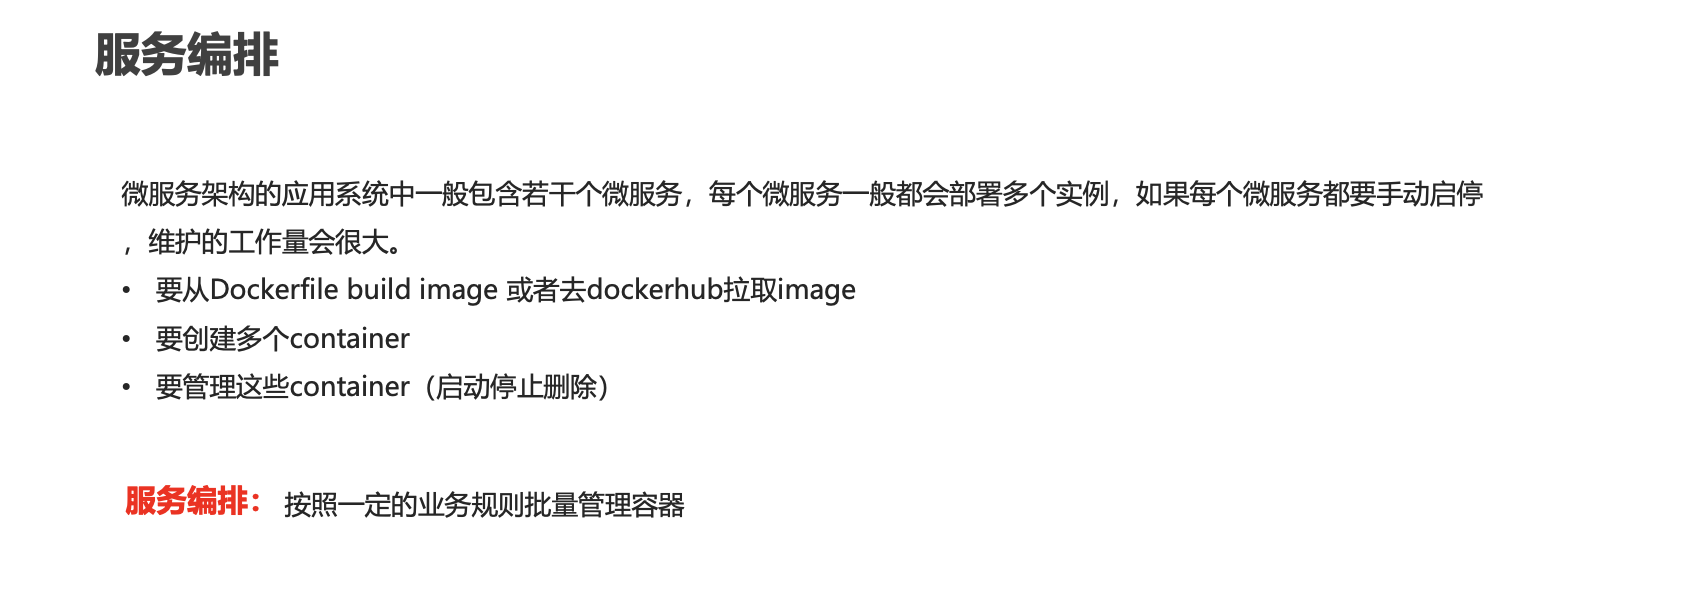 服务编排
微服务架构的应用系统中一般包含若干个微服务，每个微服务一般都会部署多个实例，如果每个微服务都要手动启停
，维护的工作量会很大。
• 要从Dockerfile build image 或者去dockerhub拉取image
• 要创建多个container
• 要管理这些container（启动停止删除）
服务编排： 按照一定的业务规则批量管理容器